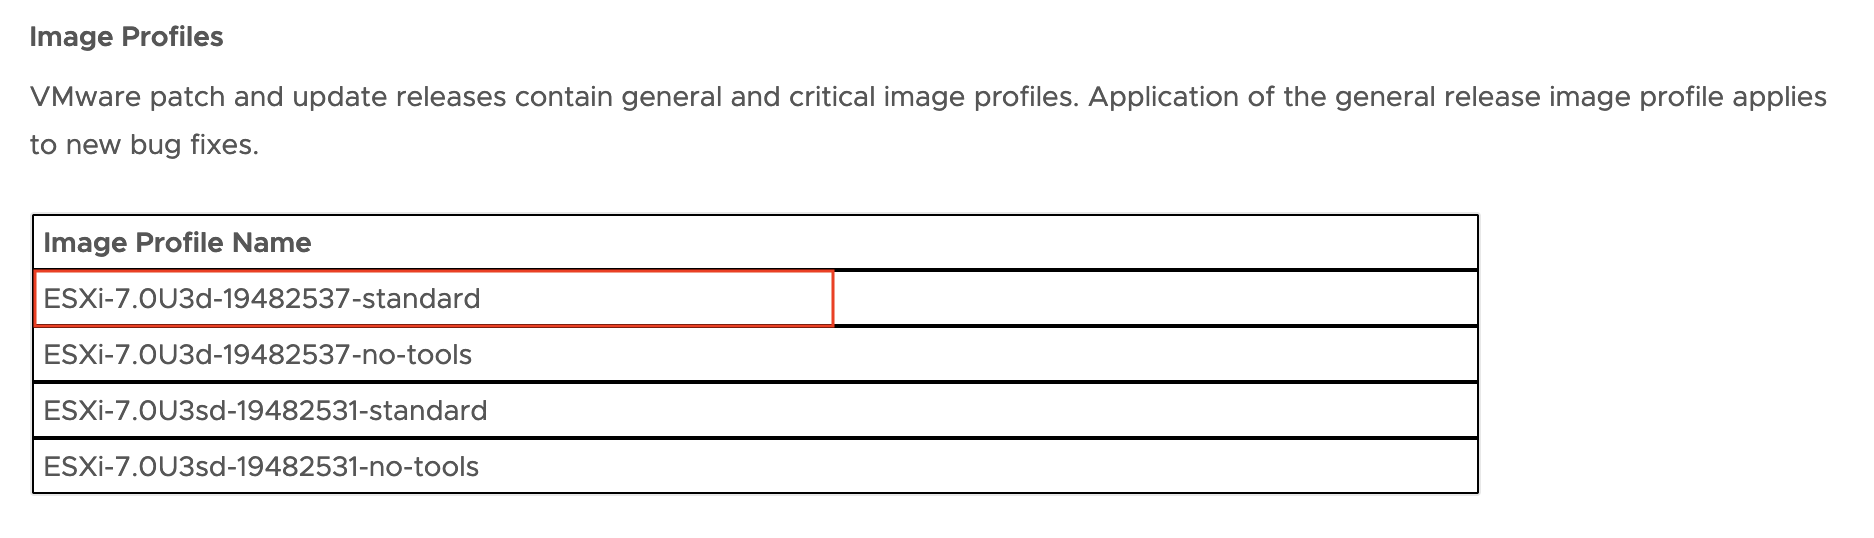 Image Profiles
VMware patch and update releases contain general and critical image profiles. Application of the general release image profile applies
to new bug fixes.
Image Profile Name
ESXi-7.0U3d-19482537-standard
ESXi-7.0U3d-19482537-no-tools
ESXi-7.0U3sd-19482531-standard
ESXi-7.0U3sd-19482531-no-tools